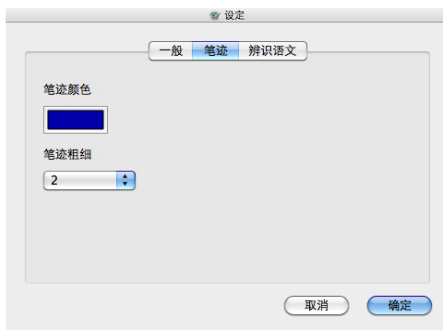 设定
一般 笔迹 辨识语文
笔迹颜色
笔迹粗细
2
取消 确定